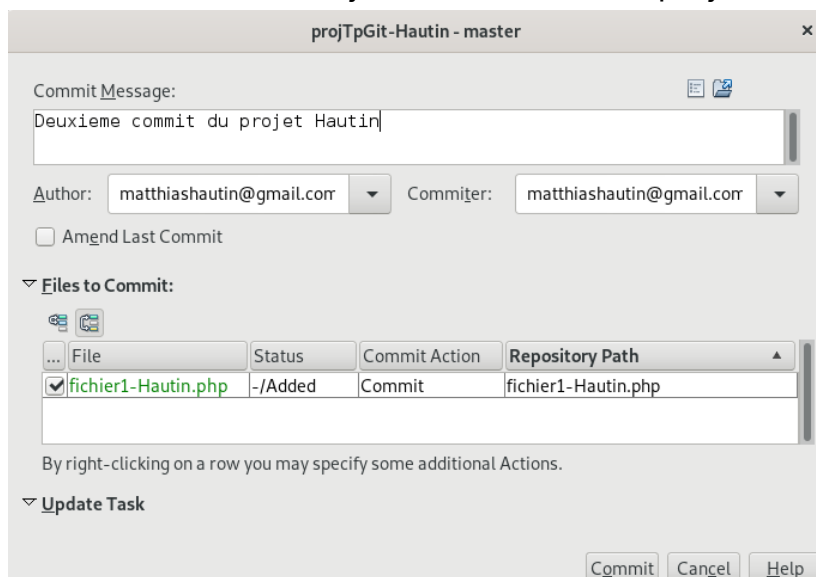 projTpGit-Hautin - master
Commit Message:
Deuxieme commit du projet Hautin
Author: matthiashautin@gmail.com Commiter: matthiashautin@gmail.com
Amend Last Commit
Files to Commit:
... File Status Commit Action Repository Path
fichier1-Hautin.php -/Added Commit fichier1-Hautin.php
By right-clicking on a row you may specify some additional Actions.
Update Task
Commit Cancel Help